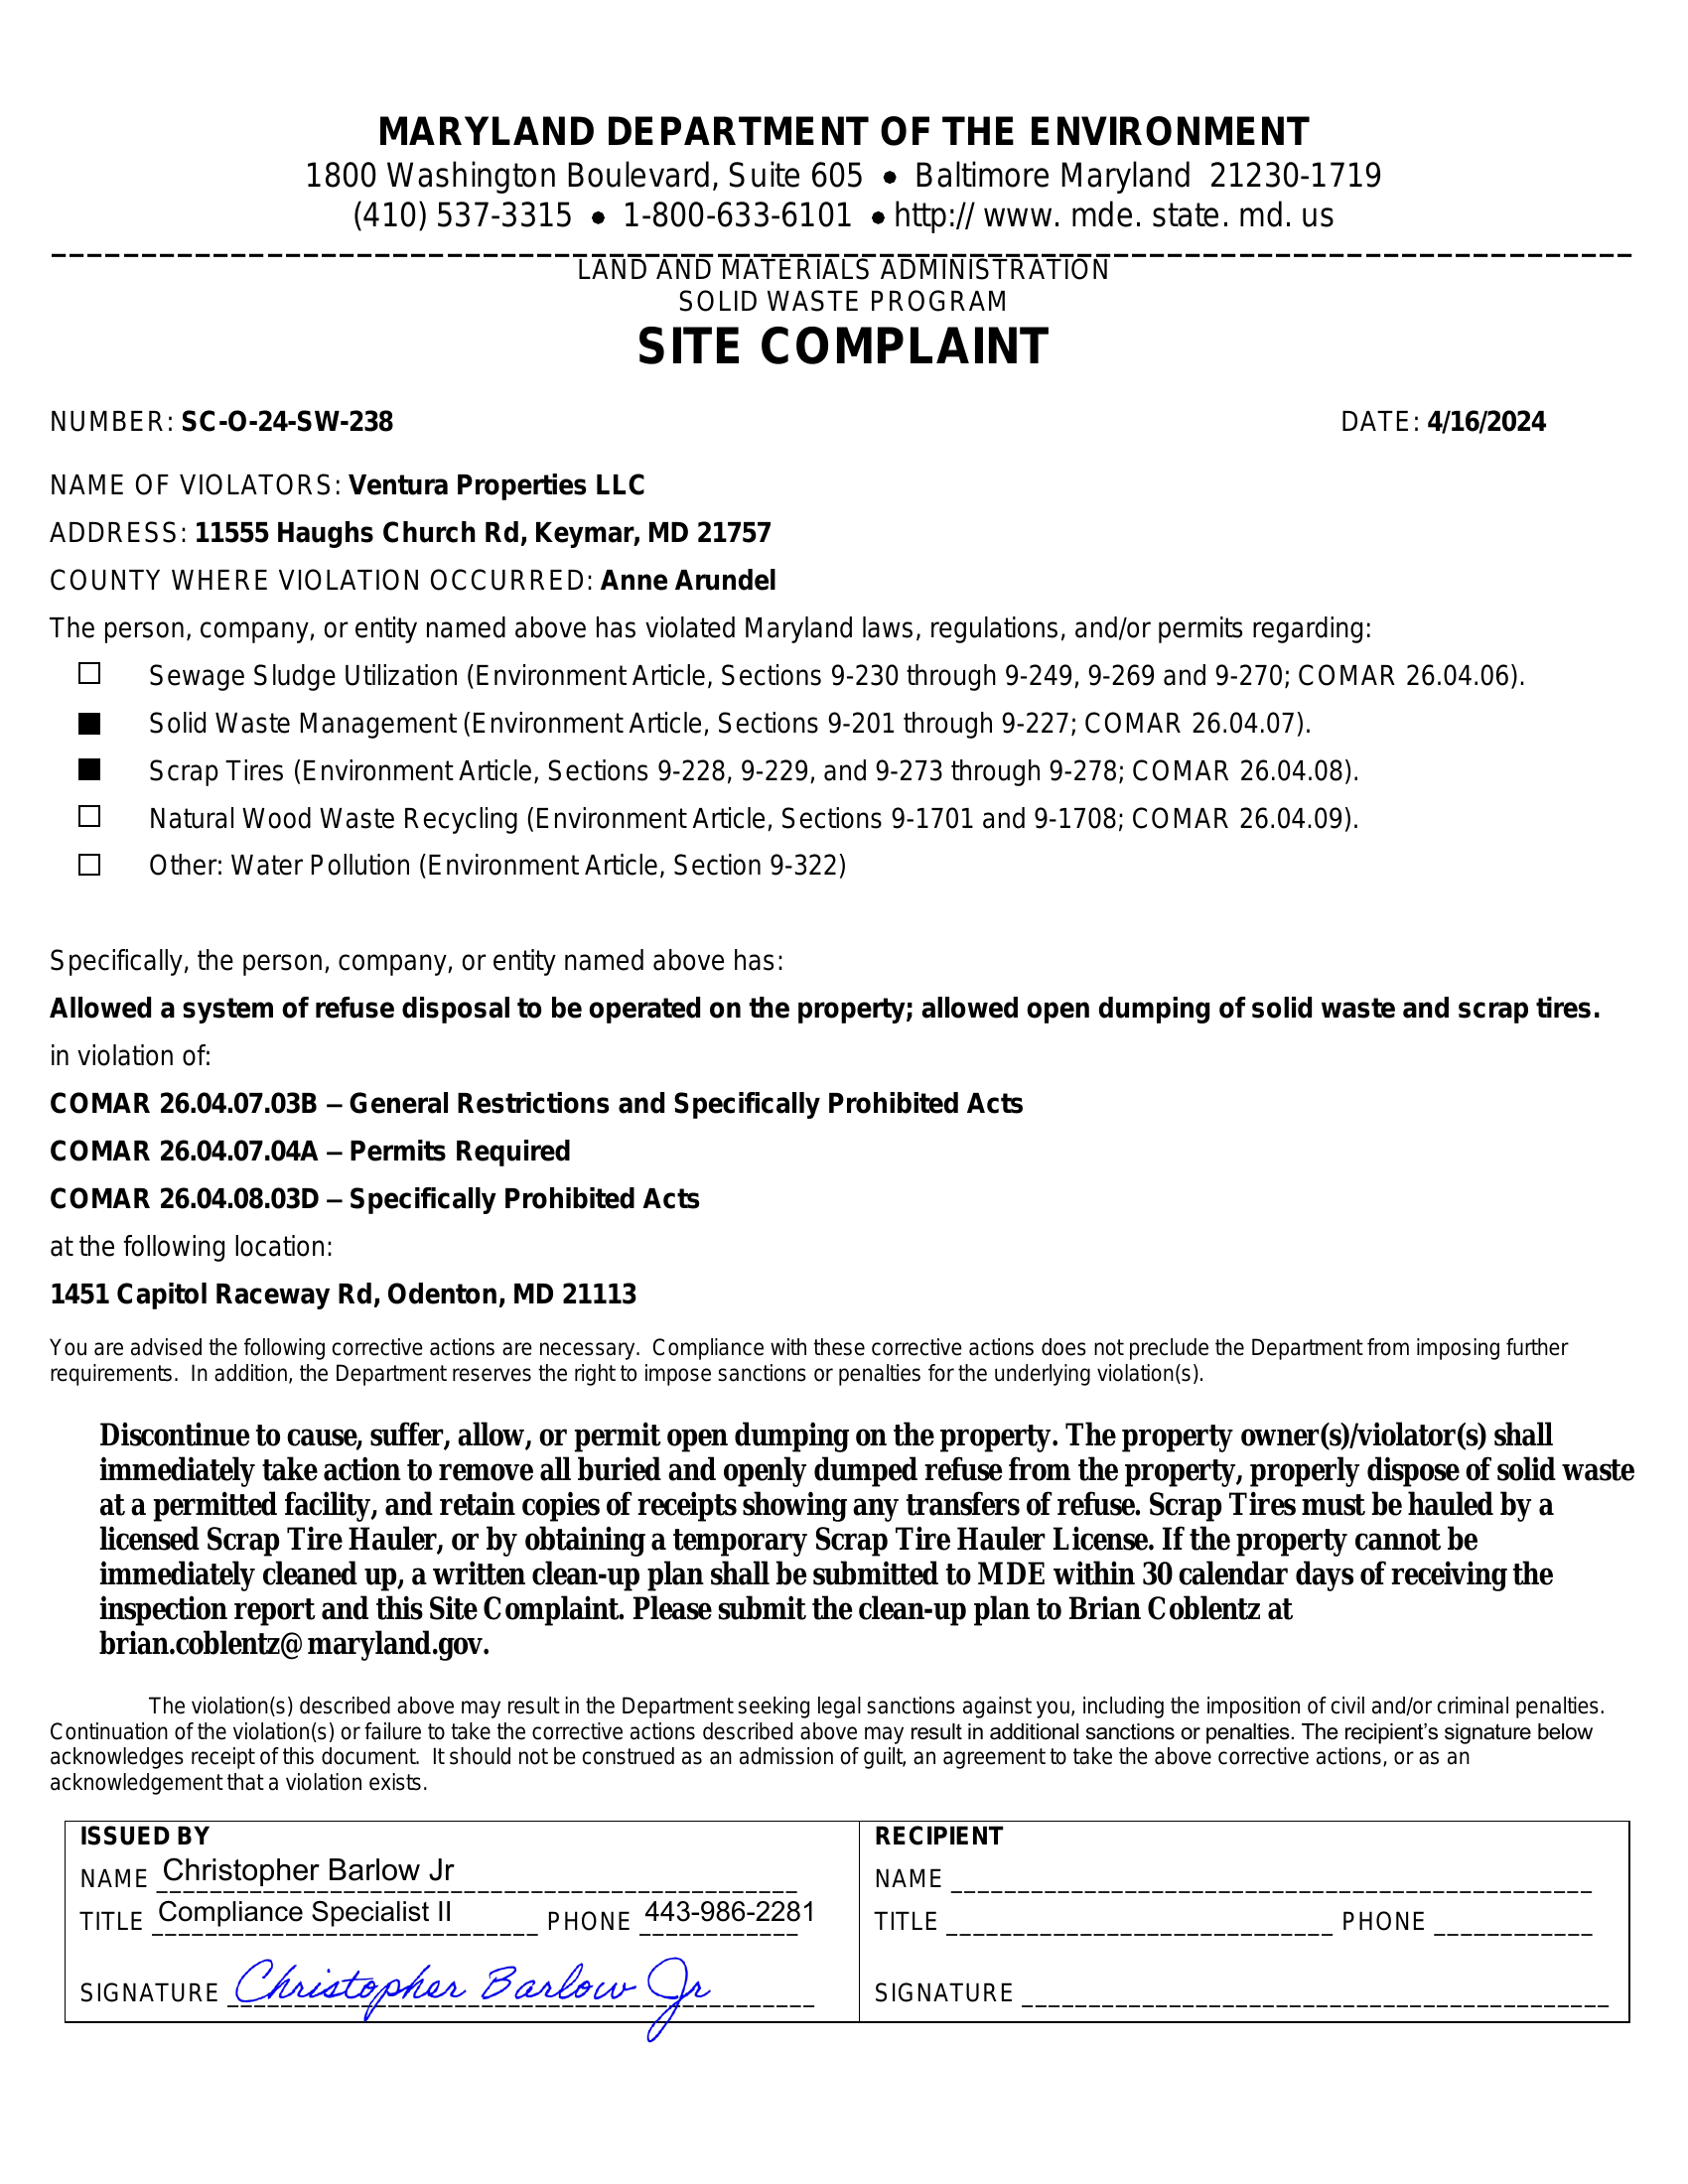 MARYLAND DEPARTMENT OF THE ENVIRONMENT
1800 Washington Boulevard, Suite 605 ● Baltimore Maryland 21230-1719
(410) 537-3315 ● 1-800-633-6101 ● http:// www. mde. state. md. us
LAND AND MATERIALS ADMINISTRATION
SOLID WASTE PROGRAM
SITE COMPLAINT
NUMBER: SC-O-24-SW-238 DATE: 4/16/2024
NAME OF VIOLATORS: Ventura Properties LLC
ADDRESS: 11555 Haughs Church Rd, Keymar, MD 21757
COUNTY WHERE VIOLATION OCCURRED: Anne Arundel
The person, company, or entity named above has violated Maryland laws, regulations, and/or permits regarding:
☐ Sewage Sludge Utilization (Environment Article, Sections 9-230 through 9-249, 9-269 and 9-270; COMAR 26.04.06).
■ Solid Waste Management (Environment Article, Sections 9-201 through 9-227; COMAR 26.04.07).
■ Scrap Tires (Environment Article, Sections 9-228, 9-229, and 9-273 through 9-278; COMAR 26.04.08).
☐ Natural Wood Waste Recycling (Environment Article, Sections 9-1701 and 9-1708; COMAR 26.04.09).
☐ Other: Water Pollution (Environment Article, Section 9-322)
Specifically, the person, company, or entity named above has:
Allowed a system of refuse disposal to be operated on the property; allowed open dumping of solid waste and scrap tires.
in violation of:
COMAR 26.04.07.03B – General Restrictions and Specifically Prohibited Acts
COMAR 26.04.07.04A – Permits Required
COMAR 26.04.08.03D – Specifically Prohibited Acts
at the following location:
1451 Capitol Raceway Rd, Odenton, MD 21113
You are advised the following corrective actions are necessary. Compliance with these corrective actions does not preclude the Department from imposing further
requirements. In addition, the Department reserves the right to impose sanctions or penalties for the underlying violation(s).
Discontinue to cause, suffer, allow, or permit open dumping on the property. The property owner(s)/violator(s) shall
immediately take action to remove all buried and openly dumped refuse from the property, properly dispose of solid waste
at a permitted facility, and retain copies of receipts showing any transfers of refuse. Scrap Tires must be hauled by a
licensed Scrap Tire Hauler, or by obtaining a temporary Scrap Tire Hauler License. If the property cannot be
immediately cleaned up, a written clean-up plan shall be submitted to MDE within 30 calendar days of receiving the
inspection report and this Site Complaint. Please submit the clean-up plan to Brian Coblentz at
brian.coblentz@maryland.gov.
The violation(s) described above may result in the Department seeking legal sanctions against you, including the imposition of civil and/or criminal penalties.
Continuation of the violation(s) or failure to take the corrective actions described above may result in additional sanctions or penalties. The recipient's signature below
acknowledges receipt of this document. It should not be construed as an admission of guilt, an agreement to take the above corrective actions, or as an
acknowledgement that a violation exists.
ISSUED BY
NAME Christopher Barlow Jr
TITLE Compliance Specialist II PHONE 443-986-2281
SIGNATURE Christopher Barlow Jr
RECIPIENT
NAME
TITLE PHONE
SIGNATURE